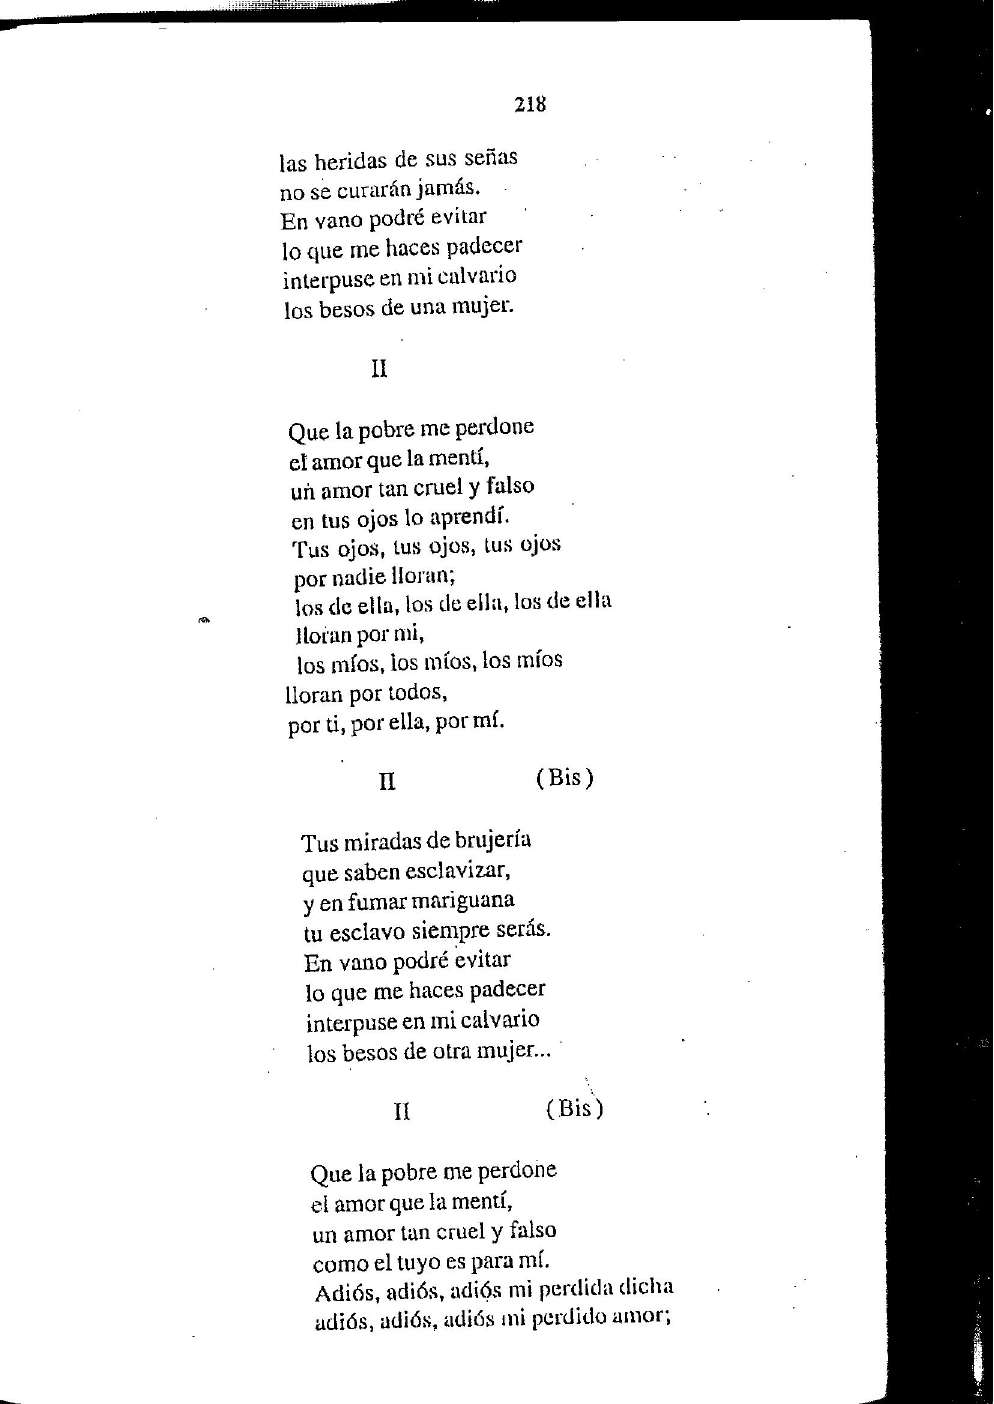 218
las heridas de sus señas
no se curarán jamás.
En vano podré evitar
lo que me haces padecer
interpuse en mi calvario
los besos de una mujer.
II
Que la pobre me perdone
el amor que la mentí,
un amor tan cruel y falso
en tus ojos lo aprendí.
Tus ojos, tus ojos, tus ojos
por nadie lloran;
los de ella, los de ella, los de ella
lloran por mi,
los míos, los míos, los míos
lloran por todos,
por ti, por ella, por mí.
II (Bis)
Tus miradas de brujería
que saben esclavizar,
y en fumar mariguana
tu esclavo siempre serás.
En vano podré evitar
lo que me haces padecer
interpuse en mi calvario
los besos de otra mujer...
II (Bis)
Que la pobre me perdone
el amor que la mentí,
un amor tan cruel y falso
como el tuyo es para mí.
Adiós, adiós, adiós mi perdida dicha
adiós, adiós, adiós mi perdido amor;